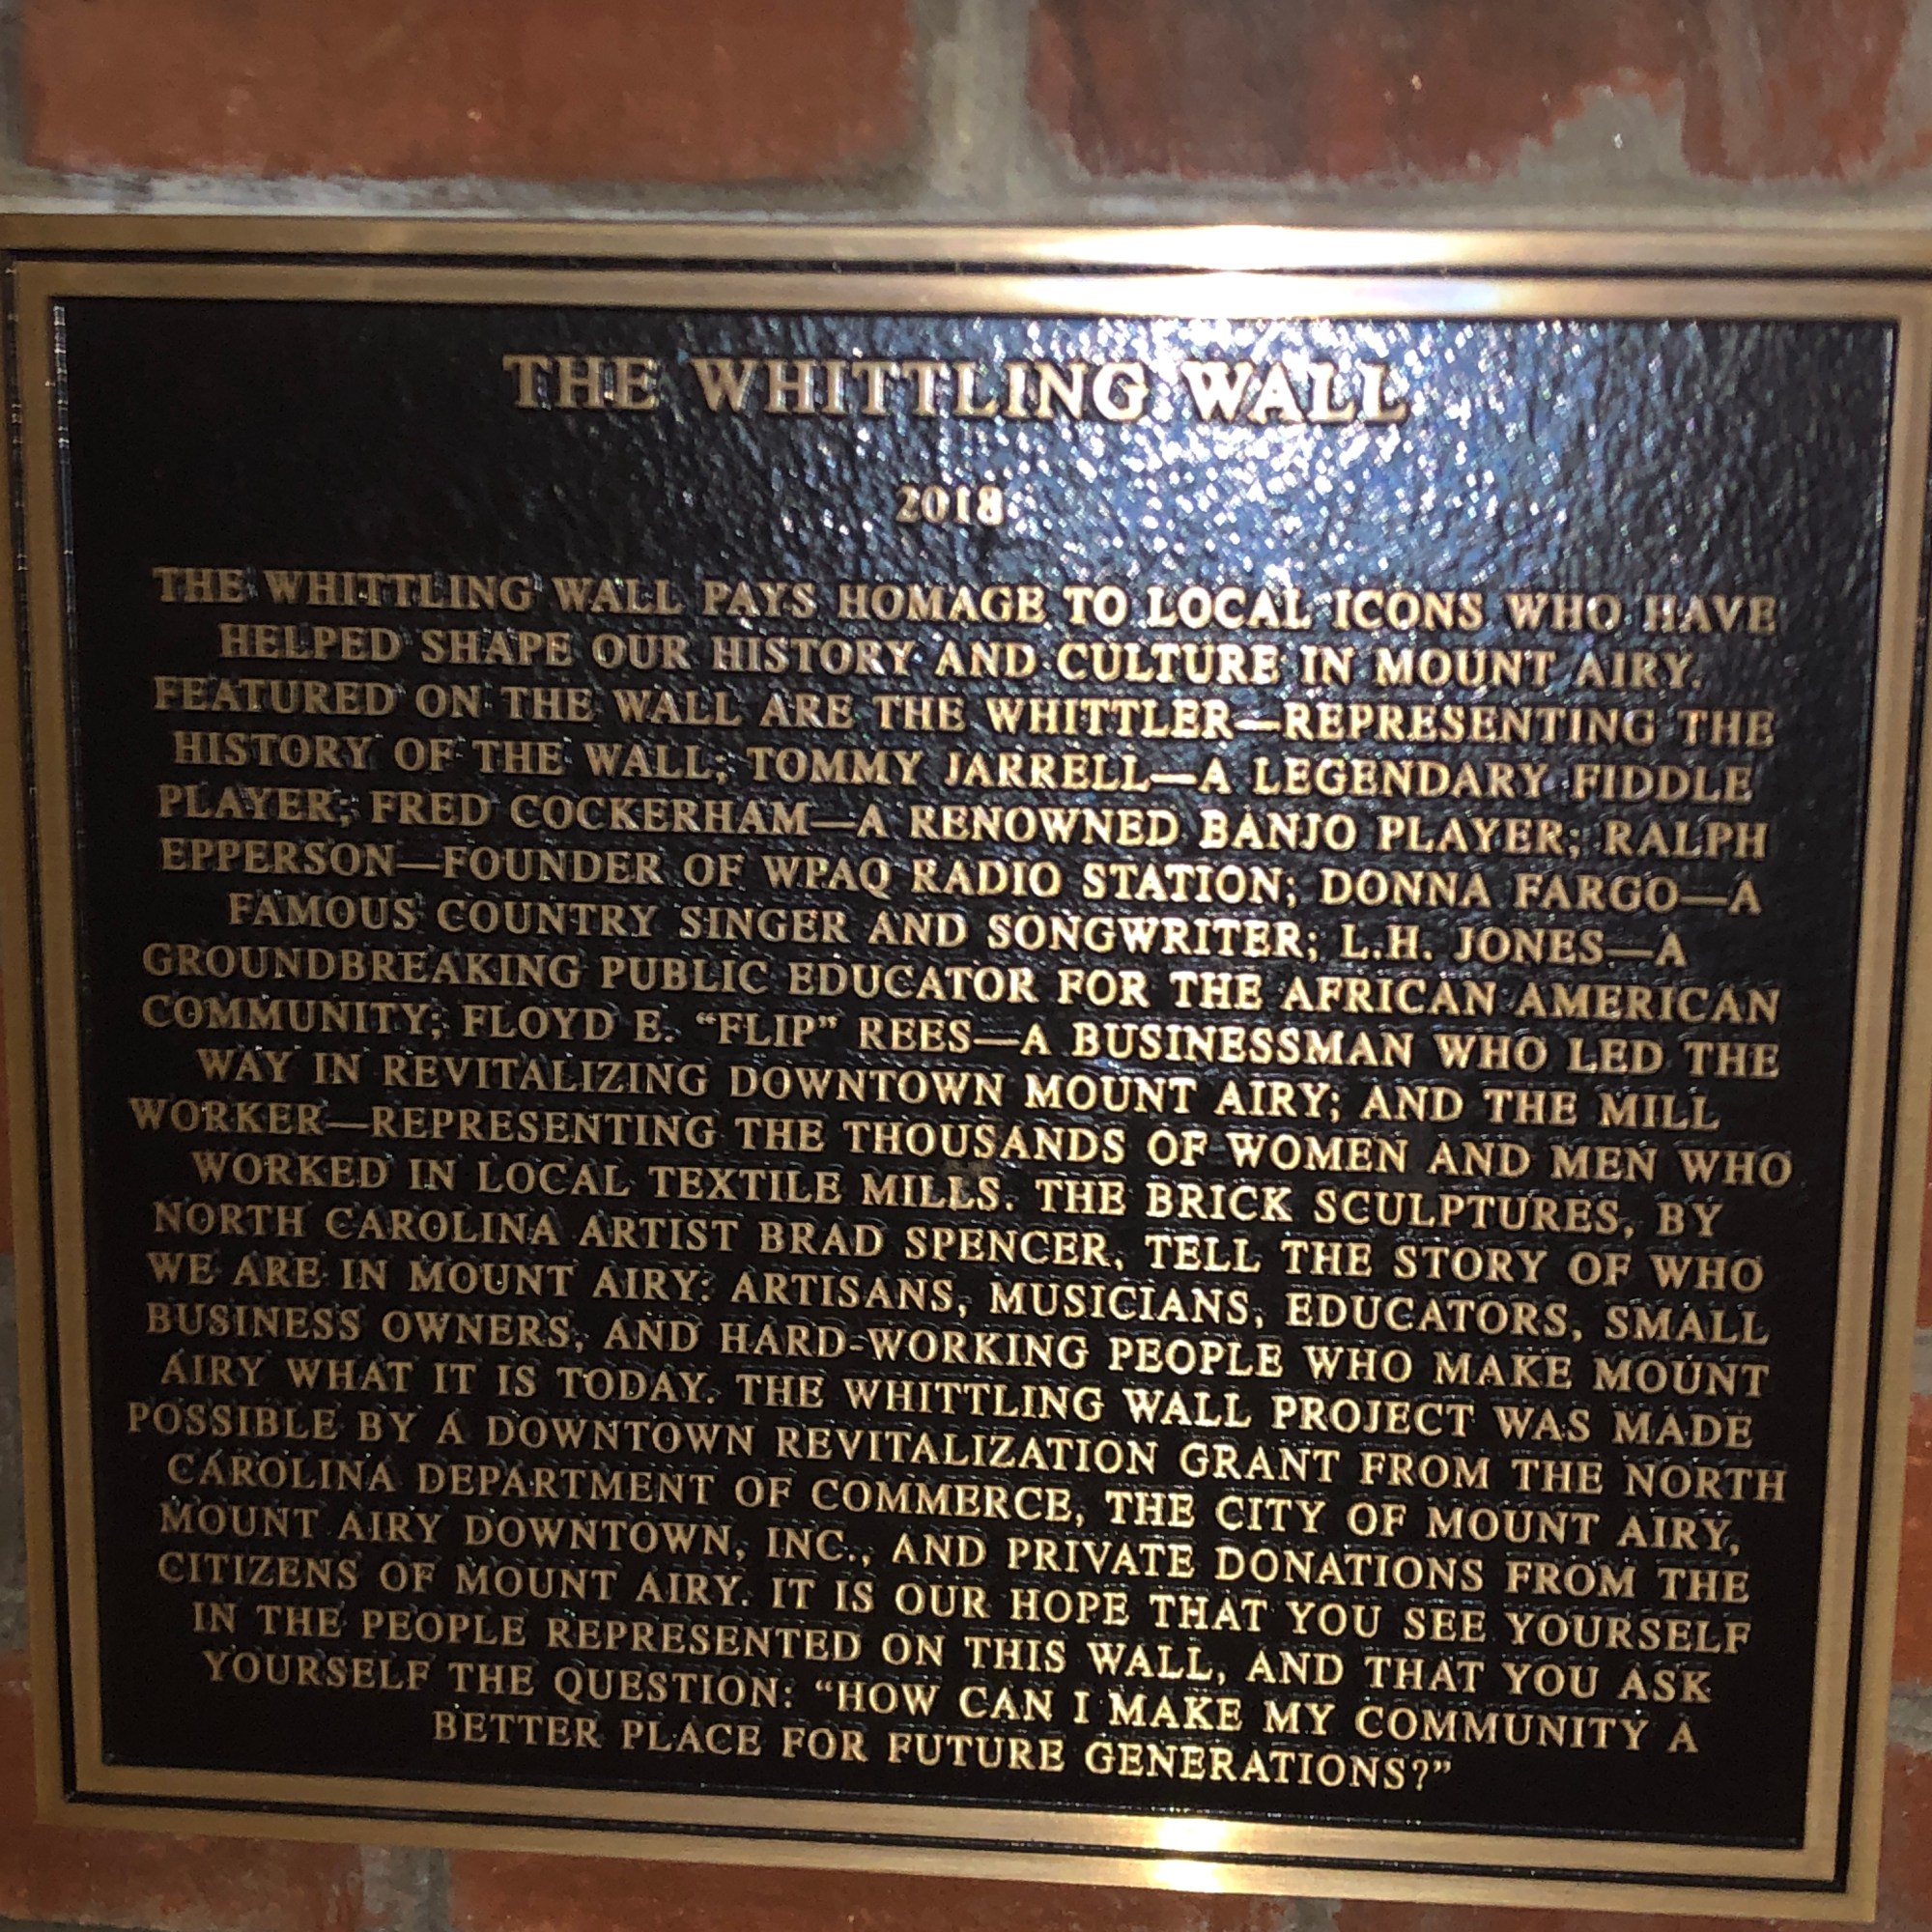 THE WHITTLING WALL
2018
THE WHITTLING WALL PAYS HOMAGE TO LOCAL ICONS WHO HAVE
HELPED SHAPE OUR HISTORY AND CULTURE IN MOUNT AIRY.
FEATURED ON THE WALL ARE THE WHITTLER—REPRESENTING THE
HISTORY OF THE WALL; TOMMY JARRELL—A LEGENDARY FIDDLE
PLAYER; FRED COCKERHAM—A RENOWNED BANJO PLAYER; RALPH
EPPERSON—FOUNDER OF WPAQ RADIO STATION; DONNA FARGO—A
FAMOUS COUNTRY SINGER AND SONGWRITER; L.H. JONES—A
GROUNDBREAKING PUBLIC EDUCATOR FOR THE AFRICAN AMERICAN
COMMUNITY; FLOYD E. “FLIP” REES—A BUSINESSMAN WHO LED THE
WAY IN REVITALIZING DOWNTOWN MOUNT AIRY; AND THE MILL
WORKER—REPRESENTING THE THOUSANDS OF WOMEN AND MEN WHO
WORKED IN LOCAL TEXTILE MILLS. THE BRICK SCULPTURES, BY
NORTH CAROLINA ARTIST BRAD SPENCER, TELL THE STORY OF WHO
WE ARE IN MOUNT AIRY: ARTISANS, MUSICIANS, EDUCATORS, SMALL
BUSINESS OWNERS, AND HARD-WORKING PEOPLE WHO MAKE MOUNT
AIRY WHAT IT IS TODAY. THE WHITTLING WALL PROJECT WAS MADE
POSSIBLE BY A DOWNTOWN REVITALIZATION GRANT FROM THE NORTH
CAROLINA DEPARTMENT OF COMMERCE, THE CITY OF MOUNT AIRY,
MOUNT AIRY DOWNTOWN, INC., AND PRIVATE DONATIONS FROM THE
CITIZENS OF MOUNT AIRY. IT IS OUR HOPE THAT YOU SEE YOURSELF
IN THE PEOPLE REPRESENTED ON THIS WALL, AND THAT YOU ASK
YOURSELF THE QUESTION: “HOW CAN I MAKE MY COMMUNITY A
BETTER PLACE FOR FUTURE GENERATIONS?”